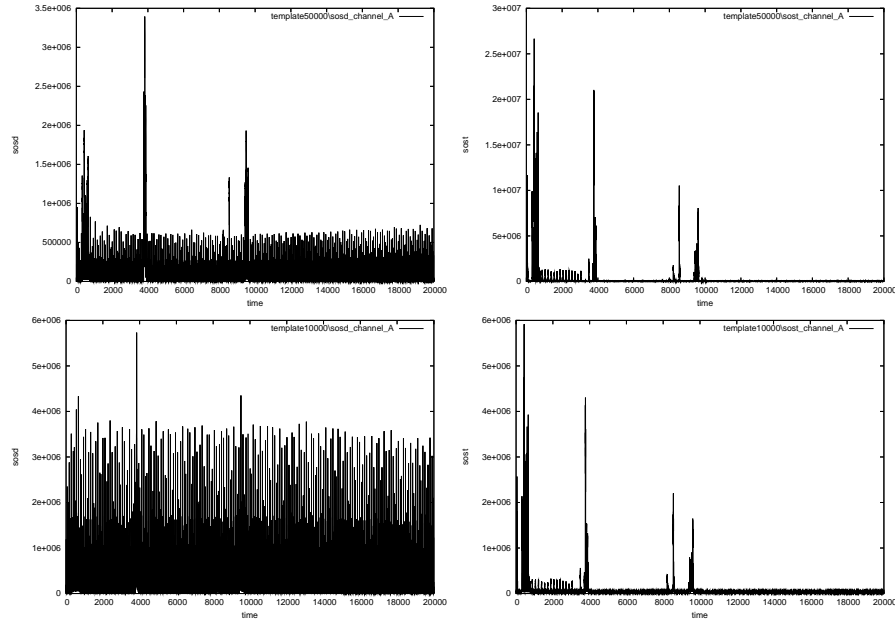 template50000\sosd_channel_A
3.5e+006
3e+006
2.5e+006
2e+006
1.5e+006
1e+006
500000
0
sosd
0 2000 4000 6000 8000 10000 12000 14000 16000 18000 20000
time
template50000\sost_channel_A
3e+007
2.5e+007
2e+007
1.5e+007
1e+007
5e+006
0
sost
0 2000 4000 6000 8000 10000 12000 14000 16000 18000 20000
time
template10000\sosd_channel_A
6e+006
5e+006
4e+006
3e+006
2e+006
1e+006
0
sosd
0 2000 4000 6000 8000 10000 12000 14000 16000 18000 20000
time
template10000\sost_channel_A
6e+006
5e+006
4e+006
3e+006
2e+006
1e+006
0
sost
0 2000 4000 6000 8000 10000 12000 14000 16000 18000 20000
time